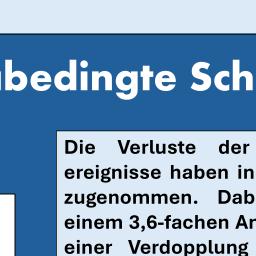 bedingte Sch
Die Verluste der
ereignisse haben in
zugenommen. Dab
einem 3,6-fachen An
einer Verdopplung